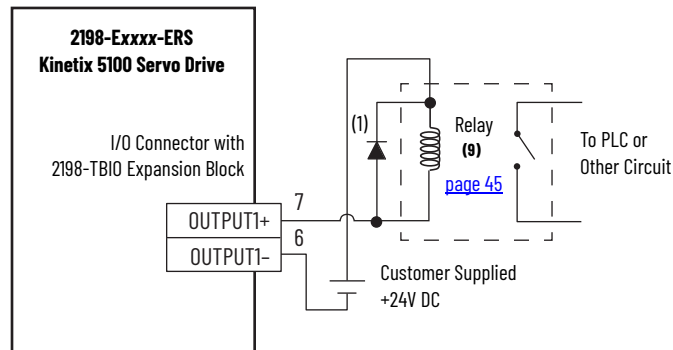 2198-Exxxx-ERS
Kinetix 5100 Servo Drive
I/O Connector with
2198-TBIO Expansion Block
7
OUTPUT1+
6
OUTPUT1–
(1)
Relay
(9)
page 45
To PLC or
Other Circuit
Customer Supplied
+24V DC